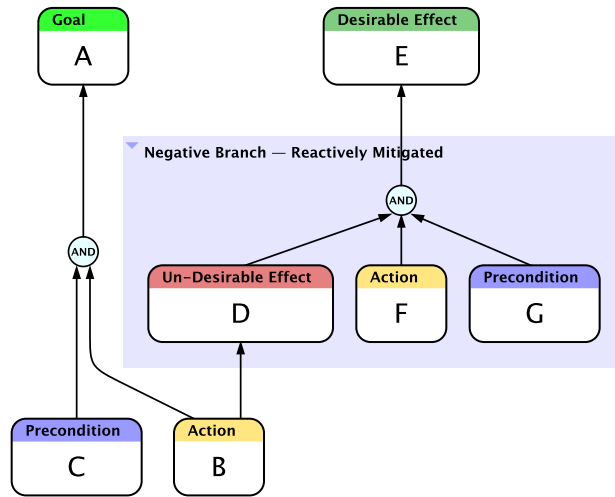 Goal
A
Desirable Effect
E
Negative Branch — Reactively Mitigated
AND
AND
Un-Desirable Effect
D
Action
F
Precondition
G
Precondition
C
Action
B